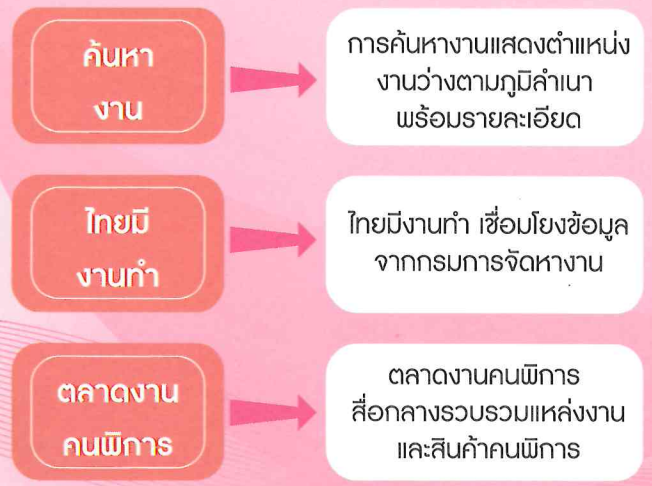 ค้นหา
งาน
การค้นหางานแสดงตำแหน่ง
งานว่างตามภูมิลำเนา
พร้อมรายละเอียด
ไทยมี
งานทำ
ไทยมีงานทำ เชื่อมโยงข้อมูล
จากกรมการจัดหางาน
ตลาดงาน
คนพิการ
ตลาดงานคนพิการ
สื่อกลางรวบรวมแหล่งงาน
และสินค้าคนพิการ